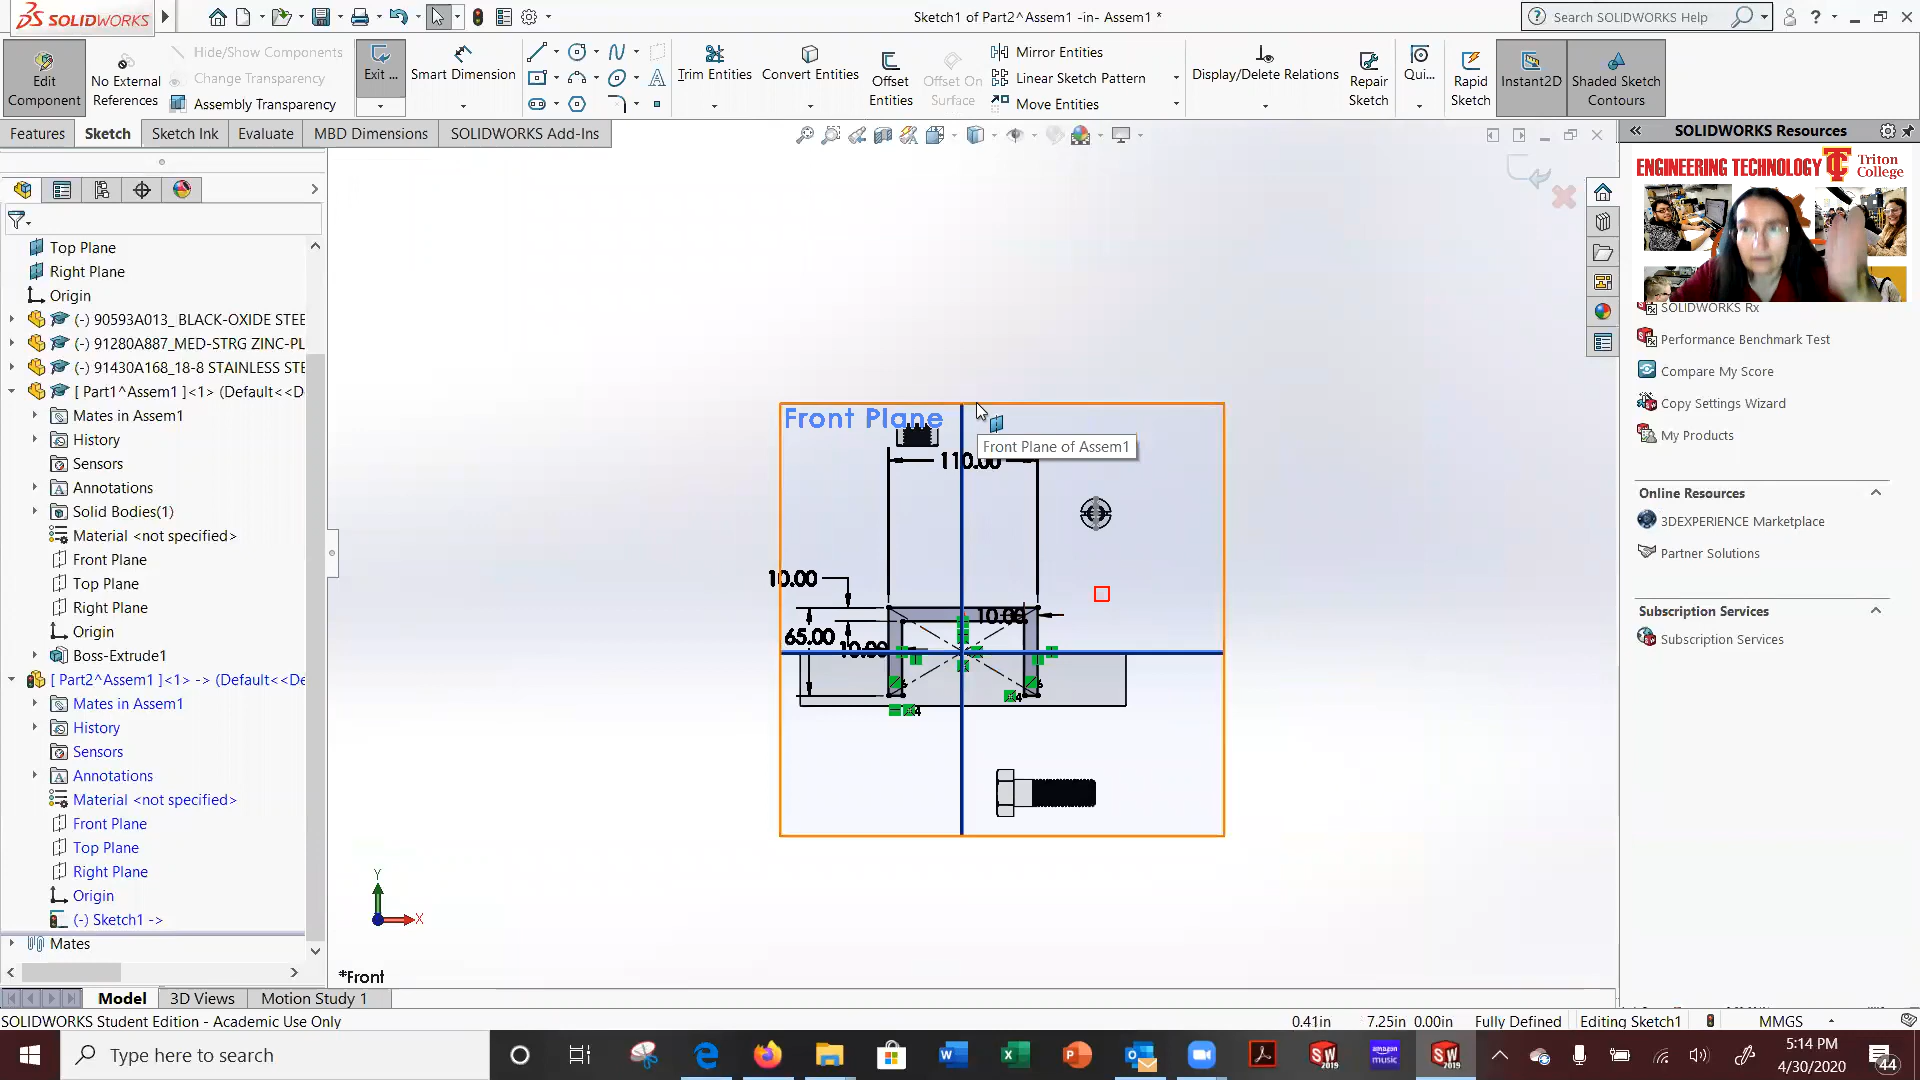 SOLIDWORKS
Sketch1 of Part2^Assem1 -in- Assem1 *
Search SOLIDWORKS Help
Edit Component
No External References
Hide/Show Components
Change Transparency
Assembly Transparency
Exit ...
Smart Dimension
Trim Entities
Convert Entities
Offset Entities
Offset On Surface
Mirror Entities
Linear Sketch Pattern
Move Entities
Display/Delete Relations
Repair Sketch
Qui...
Rapid Sketch
Instant2D
Shaded Sketch Contours
Features
Sketch
Sketch Ink
Evaluate
MBD Dimensions
SOLIDWORKS Add-Ins
Top Plane
Right Plane
Origin
(-) 90593A013_ BLACK-OXIDE STEE
(-) 91280A887_MED-STRG ZINC-PL
(-) 91430A168_18-8 STAINLESS STE
[ Part1^Assem1 ]<1> (Default<<D
Mates in Assem1
History
Sensors
Annotations
Solid Bodies(1)
Material <not specified>
Front Plane
Top Plane
Right Plane
Origin
Boss-Extrude1
[ Part2^Assem1 ]<1> -> (Default<<De
Mates in Assem1
History
Sensors
Annotations
Material <not specified>
Front Plane
Top Plane
Right Plane
Origin
(-) Sketch1 ->
Mates
Front Plane
Front Plane of Assem1
110.00
10.00
10.00
65.00
10.00
Y
X
*Front
SOLIDWORKS Resources
ENGINEERING TECHNOLOGY
Triton College
SOLIDWORKS Rx
Performance Benchmark Test
Compare My Score
Copy Settings Wizard
My Products
Online Resources
3DEXPERIENCE Marketplace
Partner Solutions
Subscription Services
Subscription Services
Model
3D Views
Motion Study 1
SOLIDWORKS Student Edition - Academic Use Only
0.41in
7.25in
0.00in
Fully Defined
Editing Sketch1
MMGS
Type here to search
SW 2019
amazon music
SW 2019
5:14 PM
4/30/2020
44